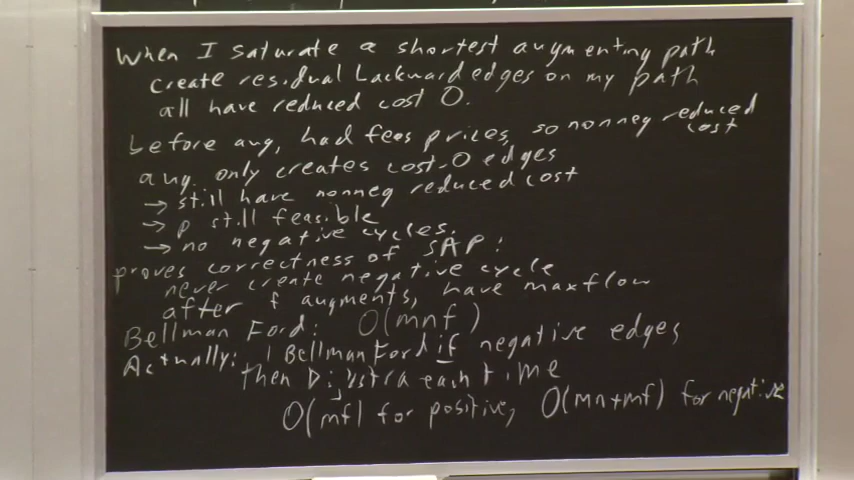 When I saturate a shortest augmenting path
create residual backward edges on my path
all have reduced cost 0.
before aug, had feas prices, so nonneg reduced cost
aug. only creates cost-0 edges
→ still have nonneg reduced cost
→ p still feasible
→ no negative cycles.
proves correctness of SAP:
never create negative cycle
after f augments, have maxflow
Bellman Ford: O(mnf)
Actually: 1 Bellman Ford if negative edges
then Dijkstra each time
O(mf) for positive, O(mn+mf) for negative